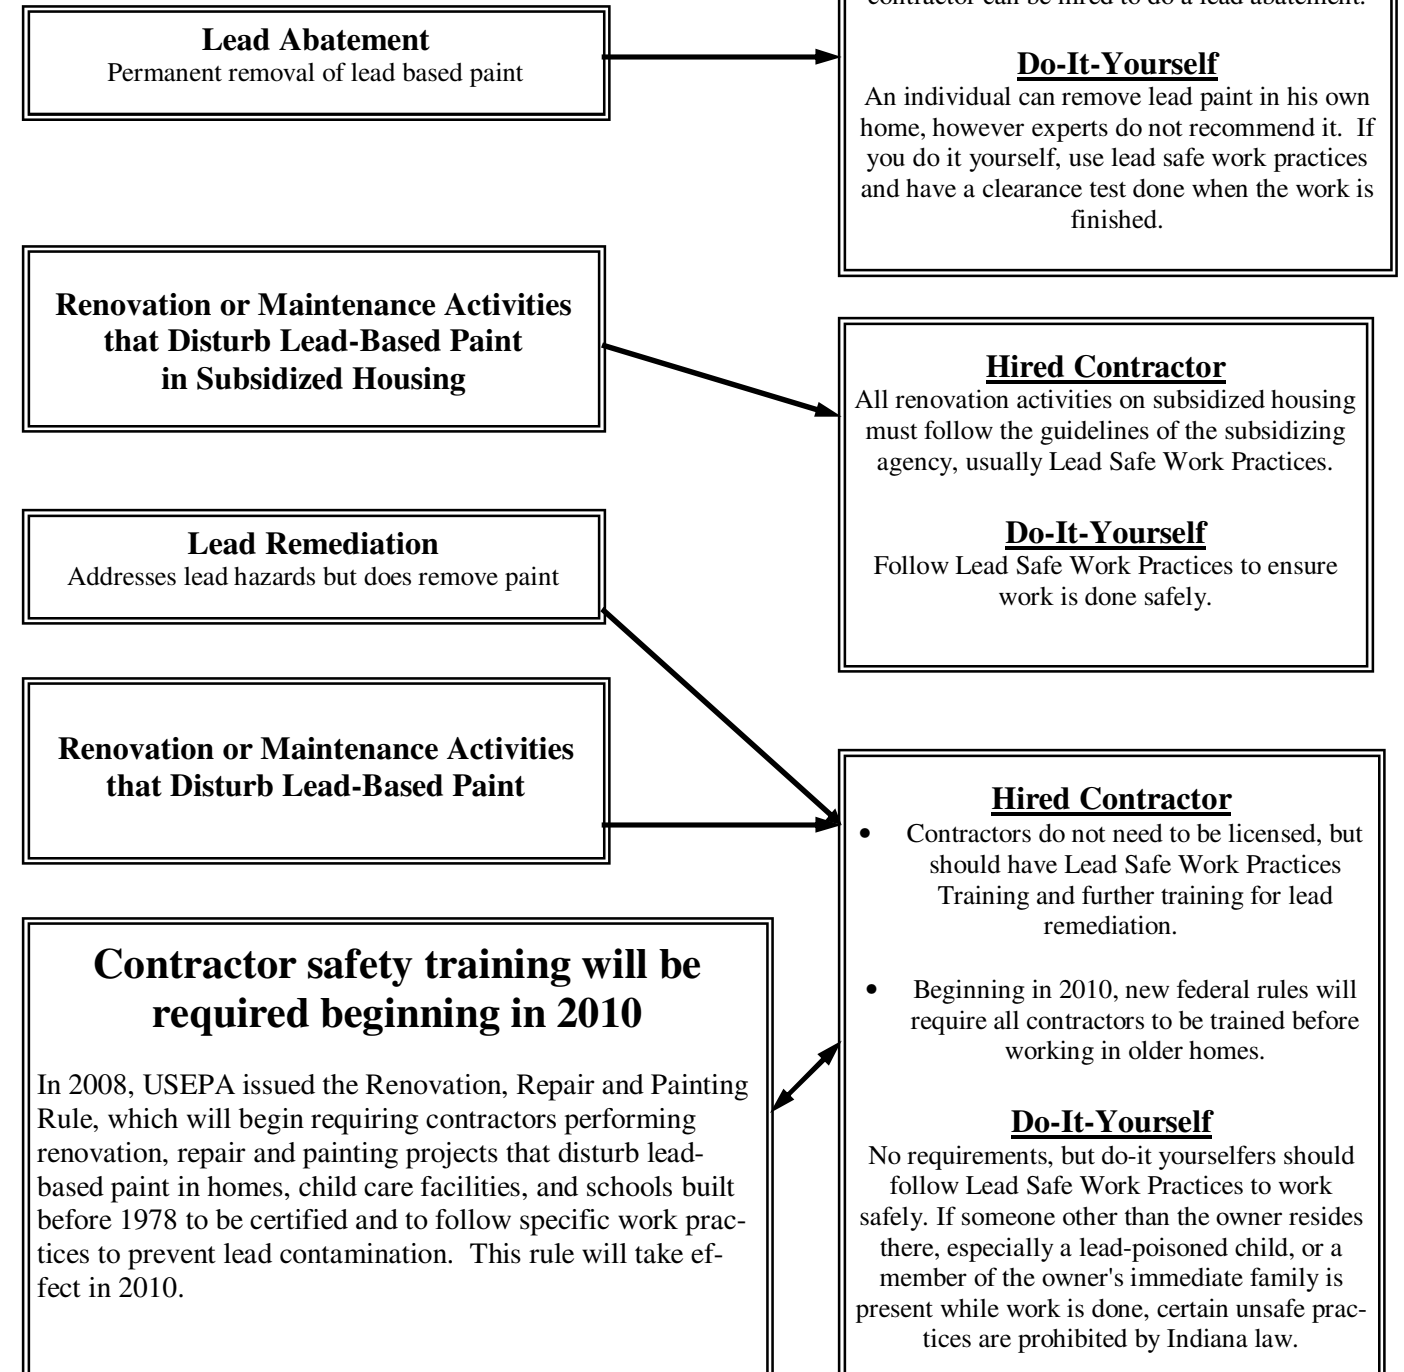 contractor can be hired to do a lead abatement.
Lead Abatement
Permanent removal of lead based paint
Do-It-Yourself
An individual can remove lead paint in his own
home, however experts do not recommend it.  If
you do it yourself, use lead safe work practices
and have a clearance test done when the work is
finished.
Renovation or Maintenance Activities
that Disturb Lead-Based Paint
in Subsidized Housing
Hired Contractor
All renovation activities on subsidized housing
must follow the guidelines of the subsidizing
agency, usually Lead Safe Work Practices.
Do-It-Yourself
Follow Lead Safe Work Practices to ensure
work is done safely.
Lead Remediation
Addresses lead hazards but does remove paint
Renovation or Maintenance Activities
that Disturb Lead-Based Paint
Hired Contractor
• Contractors do not need to be licensed, but
should have Lead Safe Work Practices
Training and further training for lead
remediation.
• Beginning in 2010, new federal rules will
require all contractors to be trained before
working in older homes.
Do-It-Yourself
No requirements, but do-it yourselfers should
follow Lead Safe Work Practices to work
safely. If someone other than the owner resides
there, especially a lead-poisoned child, or a
member of the owner's immediate family is
present while work is done, certain unsafe prac-
tices are prohibited by Indiana law.
Contractor safety training will be
required beginning in 2010
In 2008, USEPA issued the Renovation, Repair and Painting
Rule, which will begin requiring contractors performing
renovation, repair and painting projects that disturb lead-
based paint in homes, child care facilities, and schools built
before 1978 to be certified and to follow specific work prac-
tices to prevent lead contamination.  This rule will take ef-
fect in 2010.